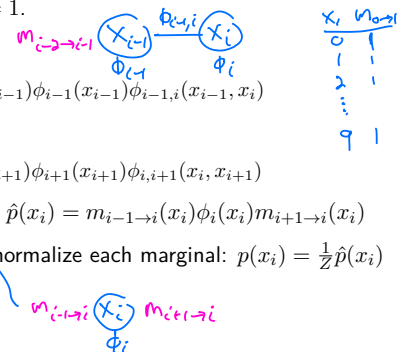 = 1.
m_{i-2→i-1} x_{i-1} ϕ_{i-1,i} x_i
ϕ_{i-1} ϕ_i
x_1 m_{0→1}
0 1
1 1
2 1
⋮
9 1
_{i−1})ϕ_{i−1}(x_{i−1})ϕ_{i−1,i}(x_{i−1}, x_i)
_{i+1})ϕ_{i+1}(x_{i+1})ϕ_{i,i+1}(x_i, x_{i+1})
p̂(x_i) = m_{i−1→i}(x_i)ϕ_i(x_i)m_{i+1→i}(x_i)
normalize each marginal: p(x_i) = \frac{1}{Z} p̂(x_i)
m_{i-1→i} x_i m_{i+1→i}
ϕ_i